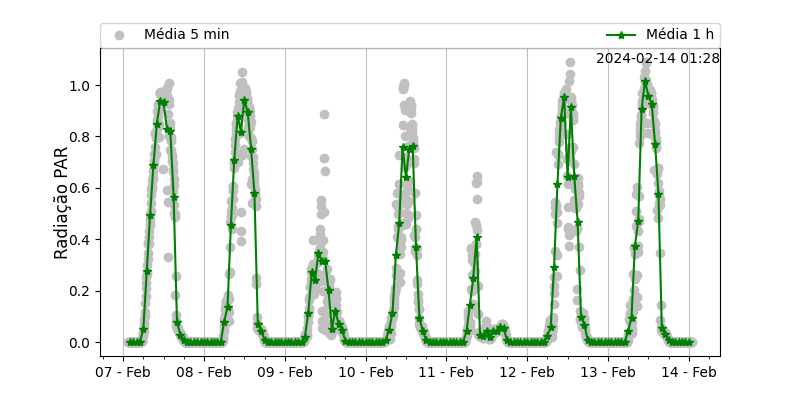 Média 5 min
Média 1 h
2024-02-14 01:28
Radiação PAR
1.0
0.8
0.6
0.4
0.2
0.0
07 - Feb
08 - Feb
09 - Feb
10 - Feb
11 - Feb
12 - Feb
13 - Feb
14 - Feb